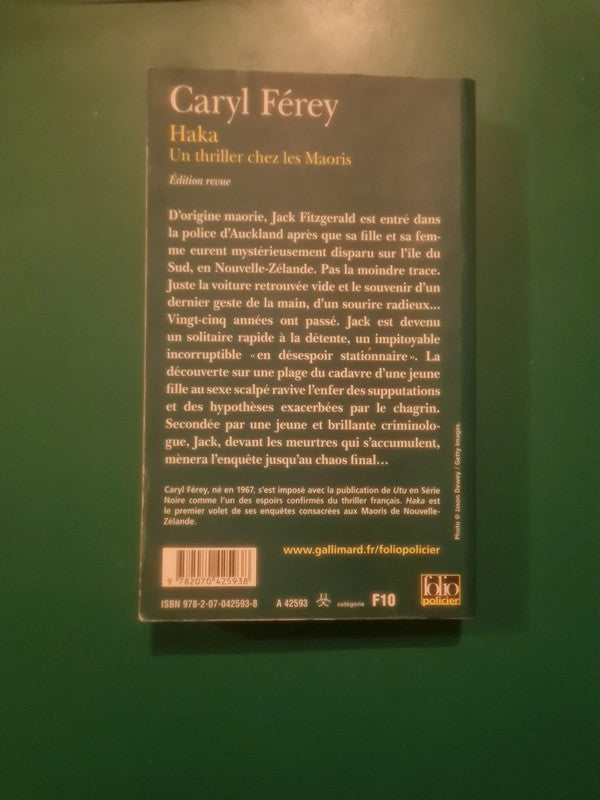 Caryl Férey
Haka
Un thriller chez les Maoris
Édition revue
D'origine maorie, Jack Fitzgerald est entré dans
la police d'Auckland après que sa fille et sa fem-
me eurent mystérieusement disparu sur l'île du
Sud, en Nouvelle-Zélande. Pas la moindre trace.
Juste la voiture retrouvée vide et le souvenir d'un
dernier geste de la main, d'un sourire radieux...
Vingt-cinq années ont passé. Jack est devenu
un solitaire rapide à la détente, un impitoyable
incorruptible «en désespoir stationnaire». La
découverte sur une plage du cadavre d'une jeune
fille au sexe scalpé ravive l'enfer des supputations
et des hypothèses exacerbées par le chagrin.
Secondée par une jeune et brillante criminolo-
gue, Jack, devant les meurtres qui s'accumulent,
mènera l'enquête jusqu'au chaos final...
Caryl Férey, né en 1967, s'est imposé avec la publication de Utu en Série
Noire comme l'un des espoirs confirmés du thriller français. Haka est
le premier volet de ses enquêtes consacrées aux Maoris de Nouvelle-
Zélande.
Photo © Jason Dewey / Getty Images.
www.gallimard.fr/foliopolicier
9 782070 425938
ISBN 978-2-07-042593-8 A 42593 catégorie F10
folio
policier